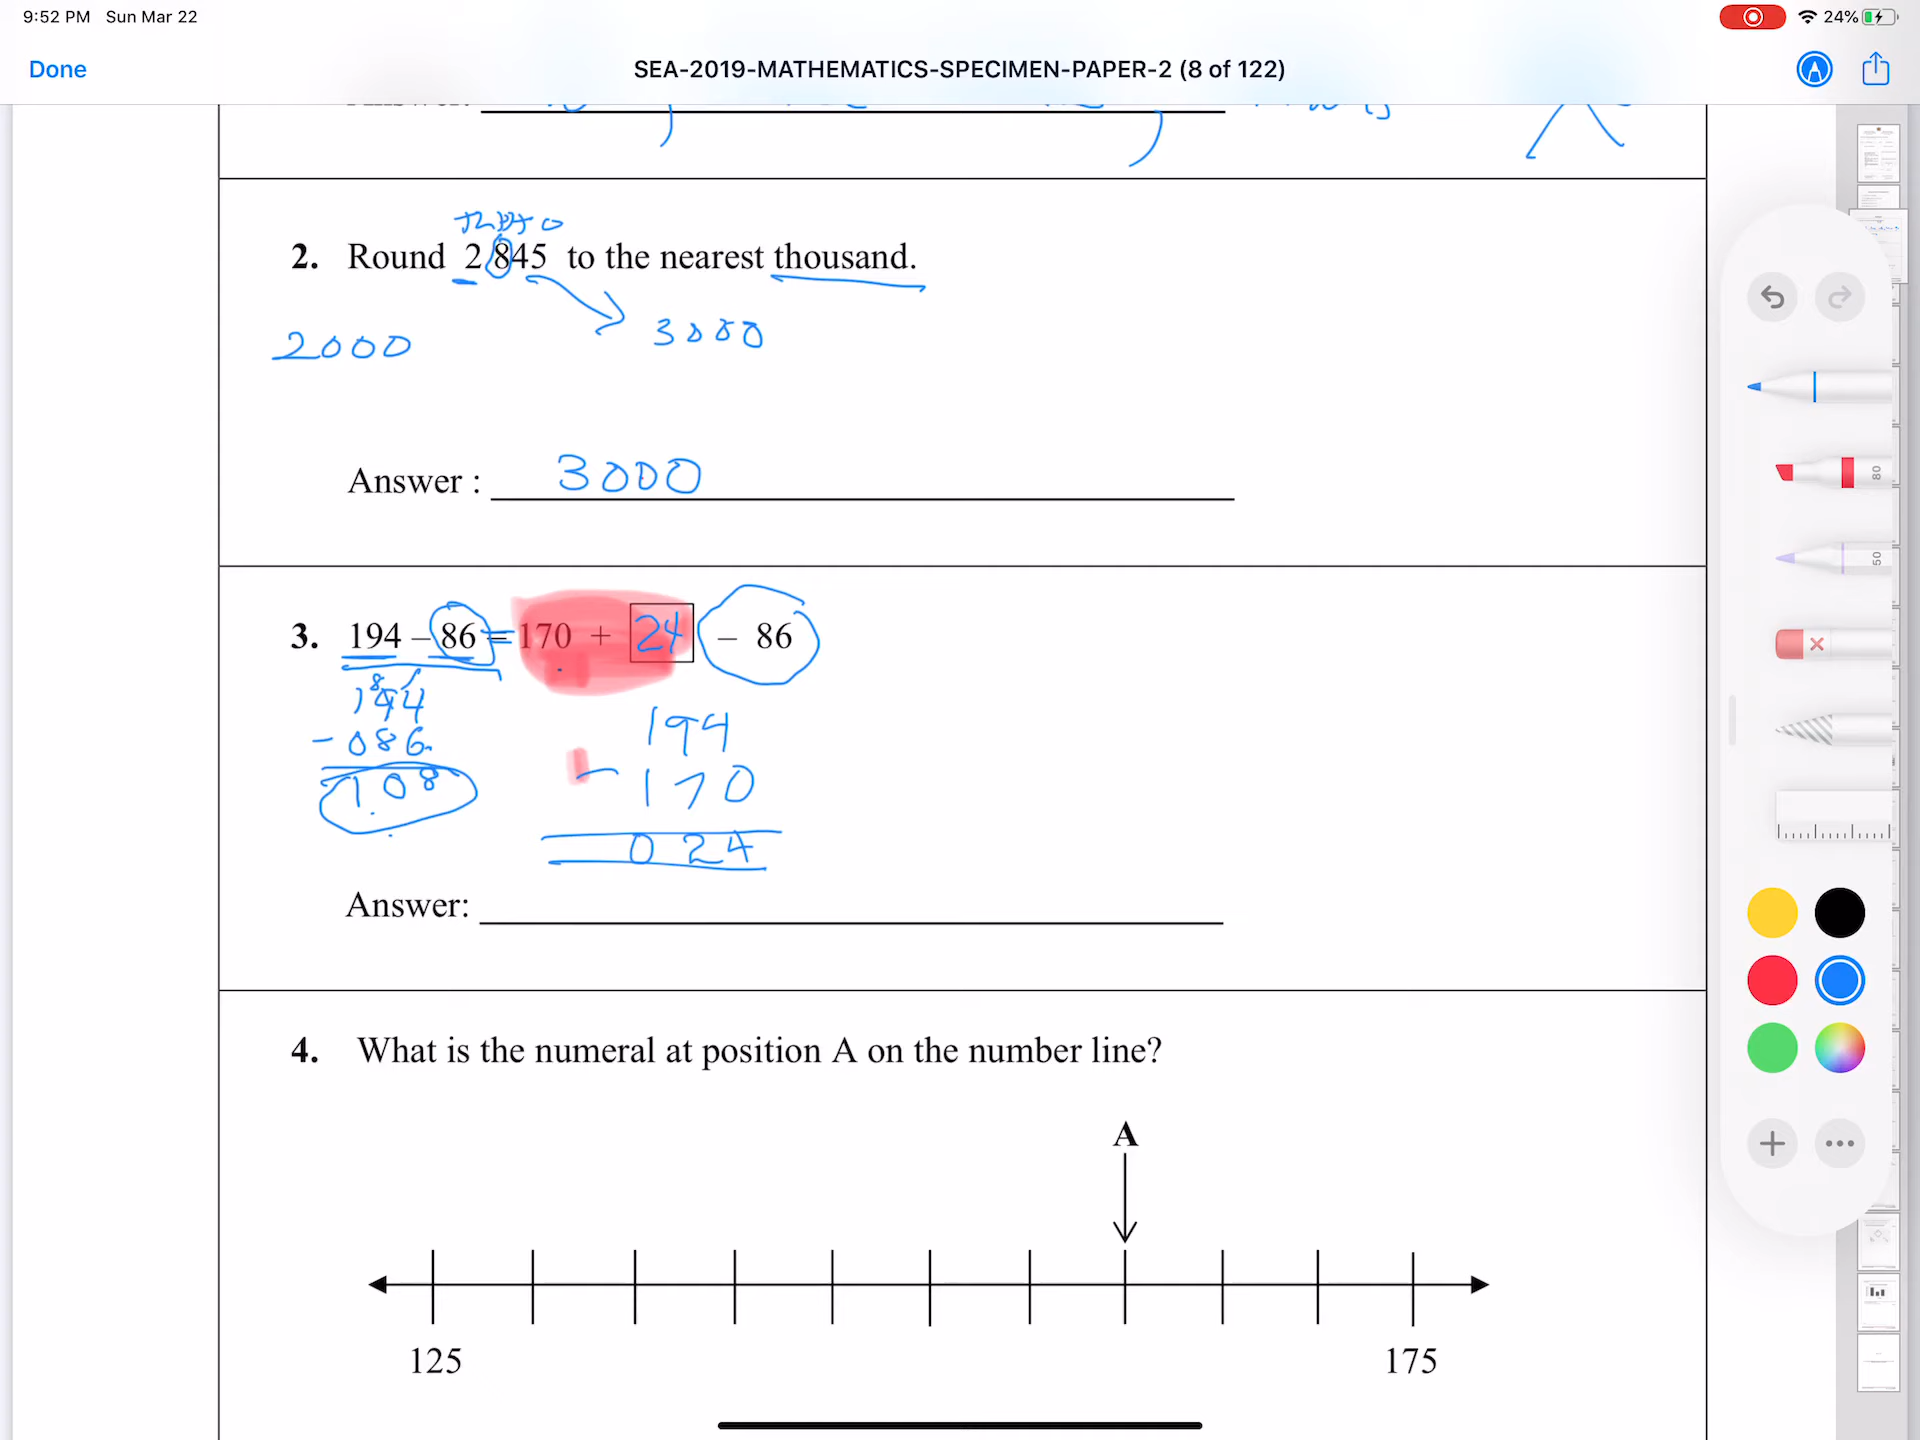 9:52 PM Sun Mar 22
24%
Done
SEA-2019-MATHEMATICS-SPECIMEN-PAPER-2 (8 of 122)
2. Round 2 845 to the nearest thousand.
2000
3000
Answer : 3000
3. 194 – 86 = 170 + 24 – 86
194
- 086
108
194
- 170
024
Answer:
4. What is the numeral at position A on the number line?
A
125 175
80
50